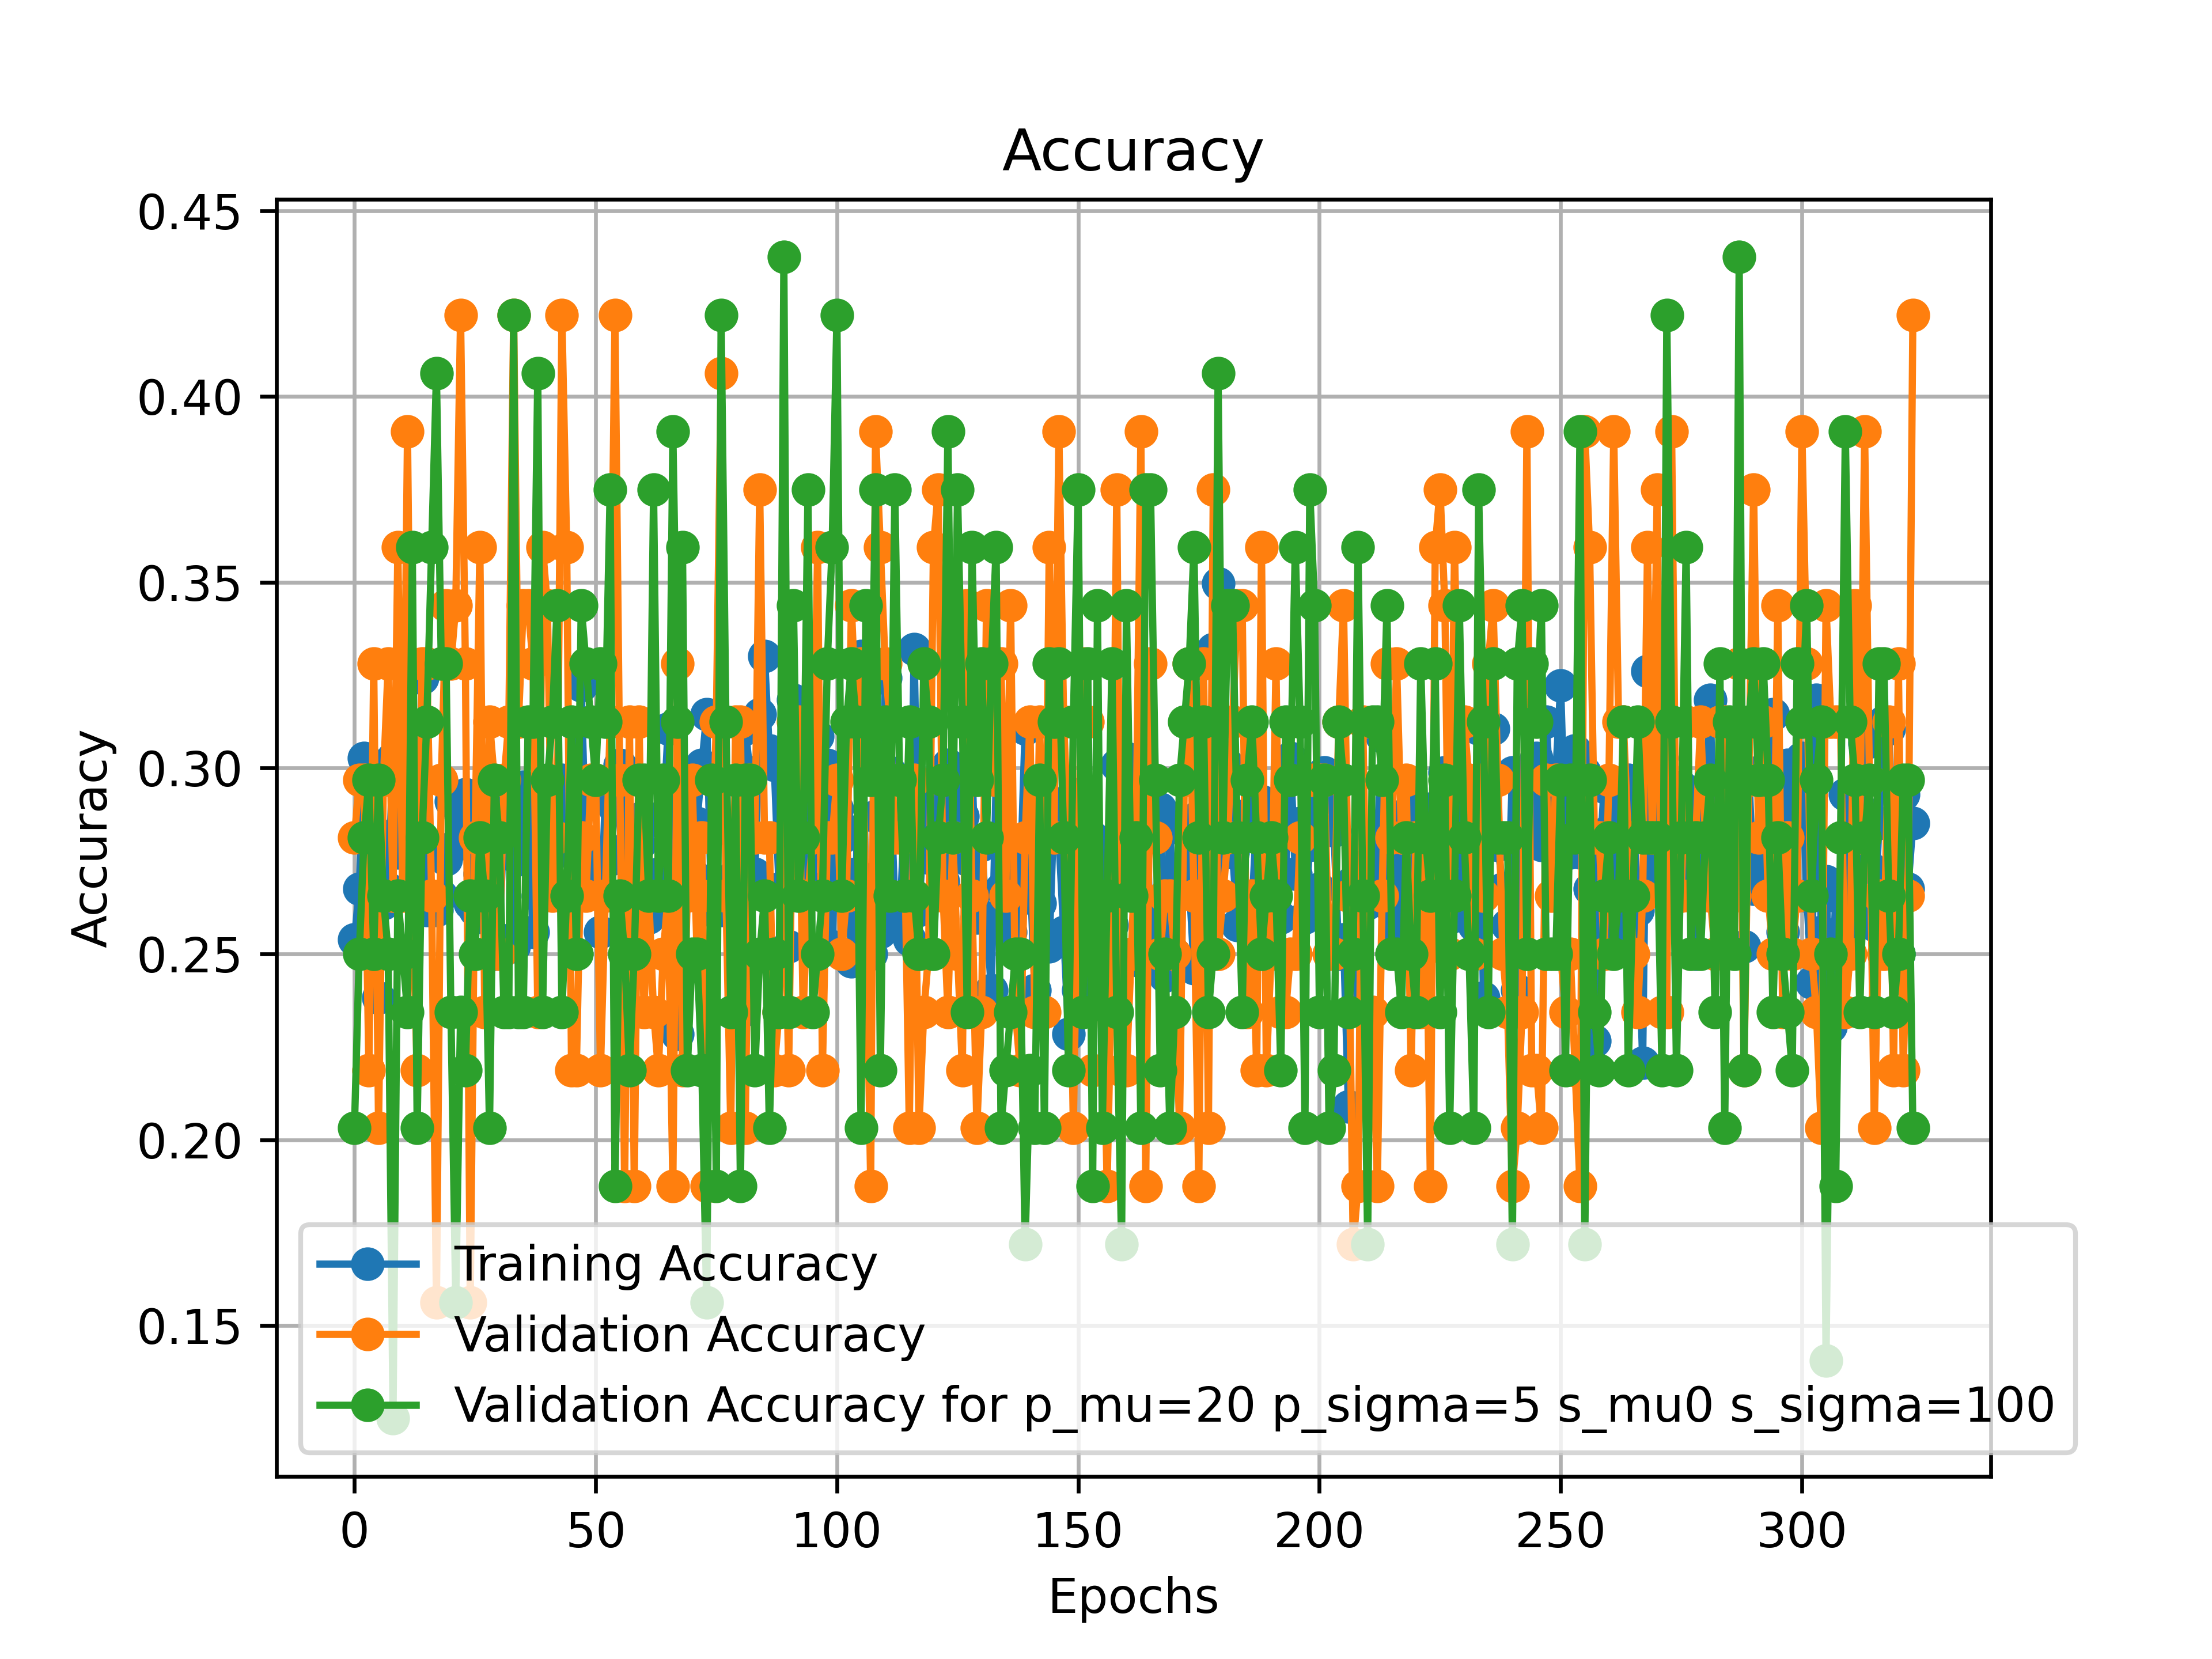 Accuracy
0.45
0.40
0.35
0.30
0.25
0.20
0.15
Accuracy
Training Accuracy
Validation Accuracy
Validation Accuracy for p_mu=20 p_sigma=5 s_mu0 s_sigma=100
0 50 100 150 200 250 300
Epochs